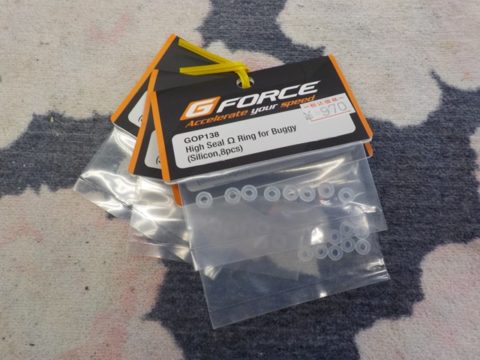 G FORCE
Accelerate your speed
¥ 970
GOP138
High Seal Ω Ring for Buggy
(Silicon,8pcs)